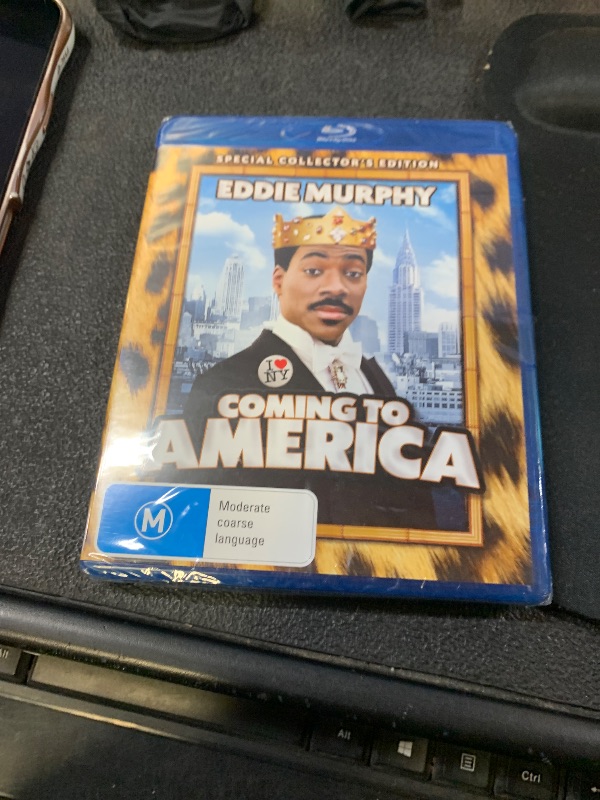 SPECIAL COLLECTOR'S EDITION
EDDIE MURPHY
I ♥
NY
COMING TO
AMERICA
M
Moderate
coarse
language
Alt
Ctrl